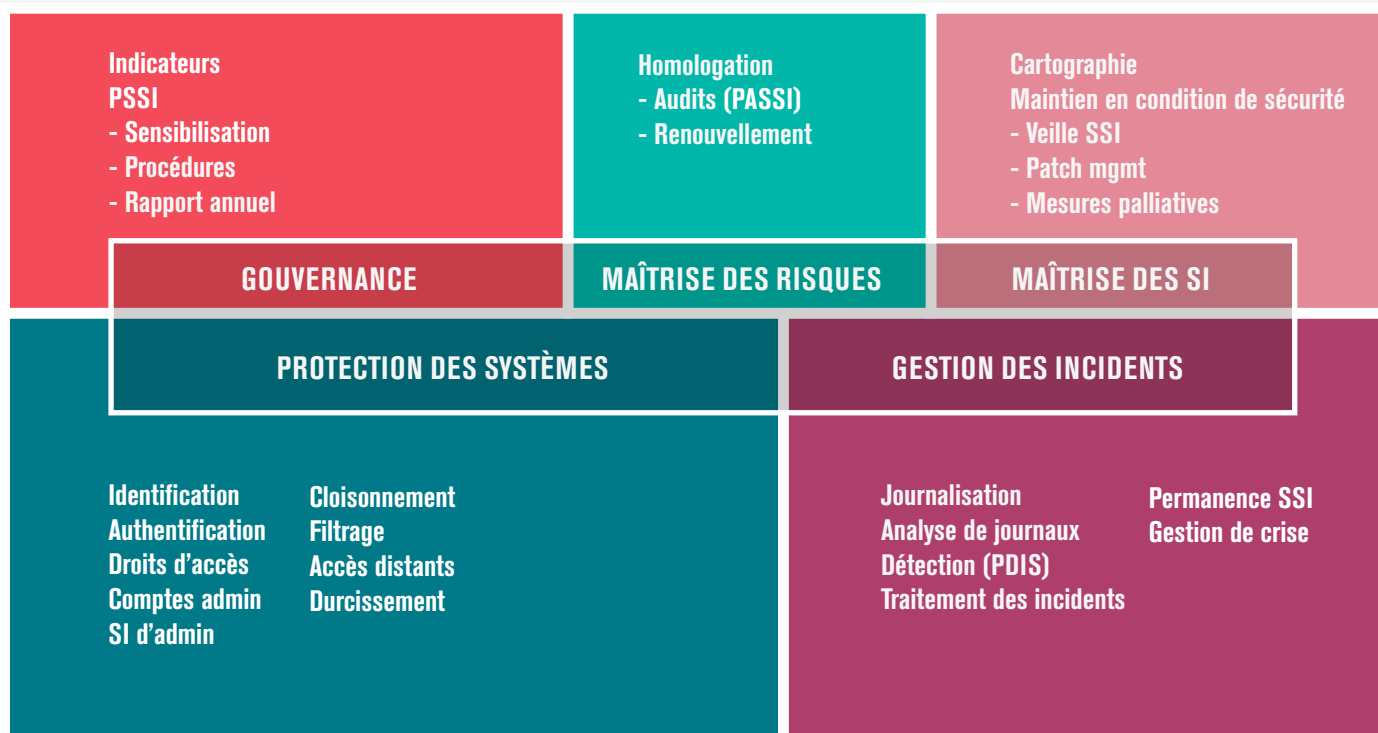 Indicateurs
PSSI
- Sensibilisation
- Procédures
- Rapport annuel
Homologation
- Audits (PASSI)
- Renouvellement
Cartographie
Maintien en condition de sécurité
- Veille SSI
- Patch mgmt
- Mesures palliatives
GOUVERNANCE
MAÎTRISE DES RISQUES
MAÎTRISE DES SI
PROTECTION DES SYSTÈMES
GESTION DES INCIDENTS
Identification
Authentification
Droits d'accès
Comptes admin
SI d'admin
Cloisonnement
Filtrage
Accès distants
Durcissement
Journalisation
Analyse de journaux
Détection (PDIS)
Traitement des incidents
Permanence SSI
Gestion de crise